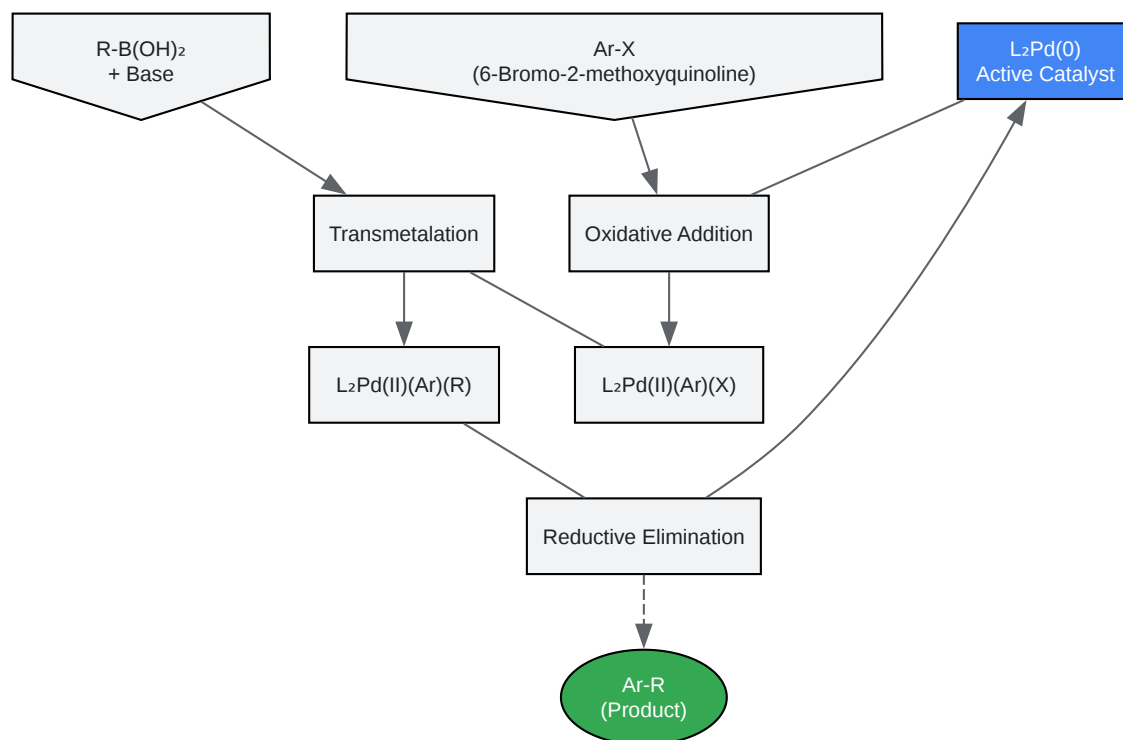 R-B(OH)₂
+ Base
Ar-X
(6-Bromo-2-methoxyquinoline)
L₂Pd(0)
Active Catalyst
Transmetalation
Oxidative Addition
L₂Pd(II)(Ar)(R)
L₂Pd(II)(Ar)(X)
Reductive Elimination
Ar-R
(Product)